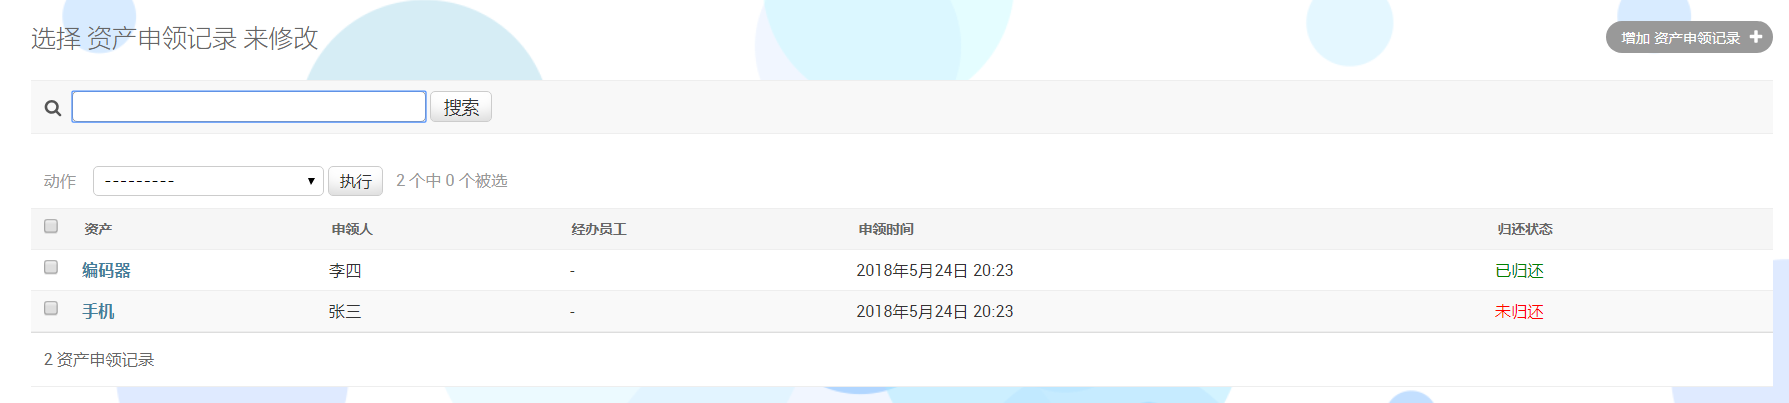 选择 资产申领记录 来修改
增加 资产申领记录
搜索
动作 --------- 执行 2 个中 0 个被选
资产 申领人 经办员工 申领时间 归还状态
编码器 李四 - 2018年5月24日 20:23 已归还
手机 张三 - 2018年5月24日 20:23 未归还
2 资产申领记录